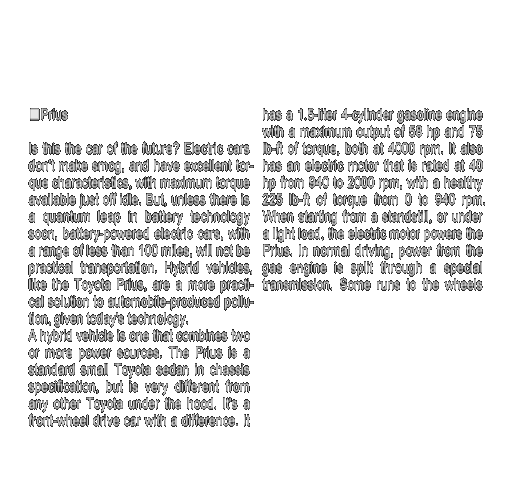 Prius
Is this the car of the future? Electric cars
don't make smog, and have excellent tor-
que characteristics, with maximum torque
available just off idle. But, unless there is
a quantum leap in battery technology
soon, battery-powered electric cars, with
a range of less than 100 miles, will not be
practical transportation. Hybrid vehicles,
like the Toyota Prius, are a more practi-
cal solution to automobile-produced pollu-
tion, given today's technology.
A hybrid vehicle is one that combines two
or more power sources. The Prius is a
standard small Toyota sedan in chassis
specification, but is very different from
any other Toyota under the hood. It's a
front-wheel drive car with a difference. It
has a 1.5-liter 4-cylinder gasoline engine
with a maximum output of 58 hp and 75
lb-ft of torque, both at 4000 rpm. It also
has an electric motor that is rated at 40
hp from 940 to 2000 rpm, with a healthy
225 lb-ft of torque from 0 to 940 rpm.
When starting from a standstill, or under
a light load, the electric motor powers the
Prius. In normal driving, power from the
gas engine is split through a special
transmission. Some runs to the wheels